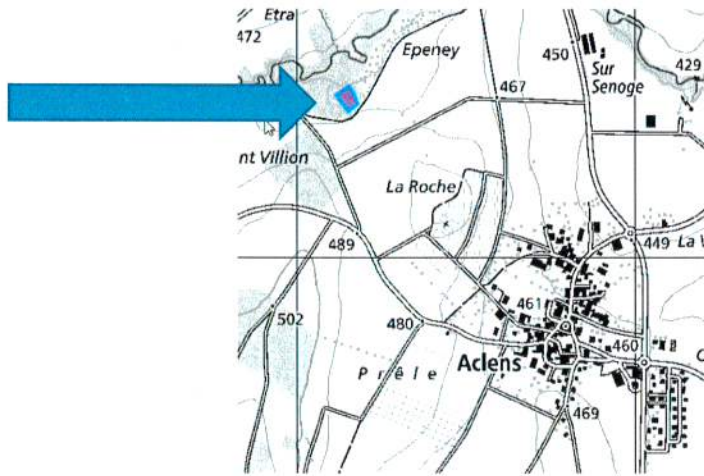 Etra
472
Epeney
450
429
Sur
Senoge
467
nt Villion
La Roche
489
449
La V
502
461
480
460
Aclens
C
Prêle
469